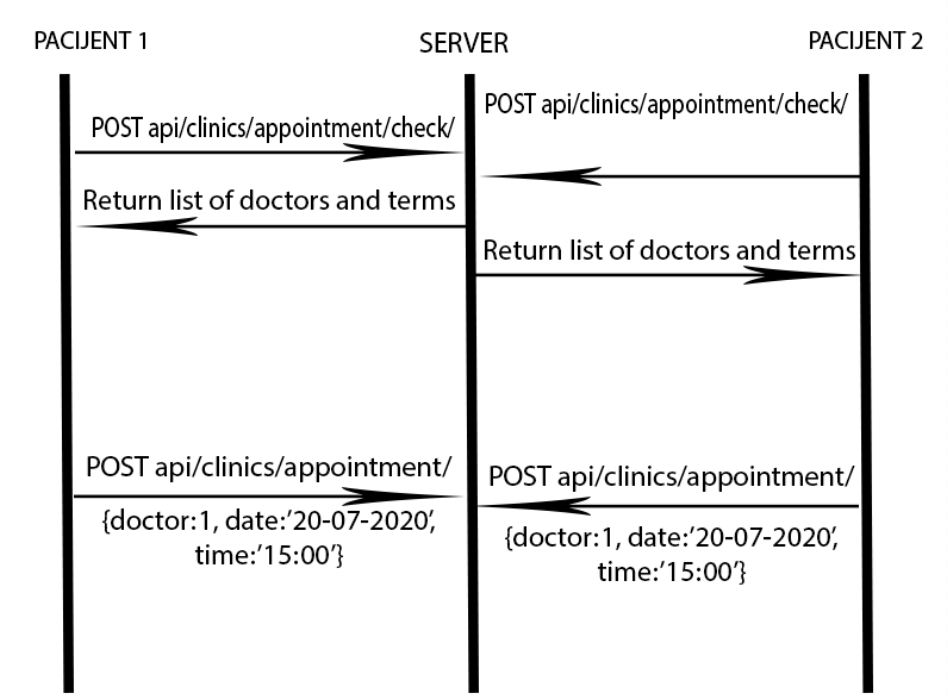 PACIJENT 1
SERVER
PACIJENT 2
POST api/clinics/appointment/check/
POST api/clinics/appointment/check/
Return list of doctors and terms
Return list of doctors and terms
POST api/clinics/appointment/
{doctor:1, date:’20-07-2020’,
time:’15:00’}
POST api/clinics/appointment/
{doctor:1, date:’20-07-2020’,
time:’15:00’}